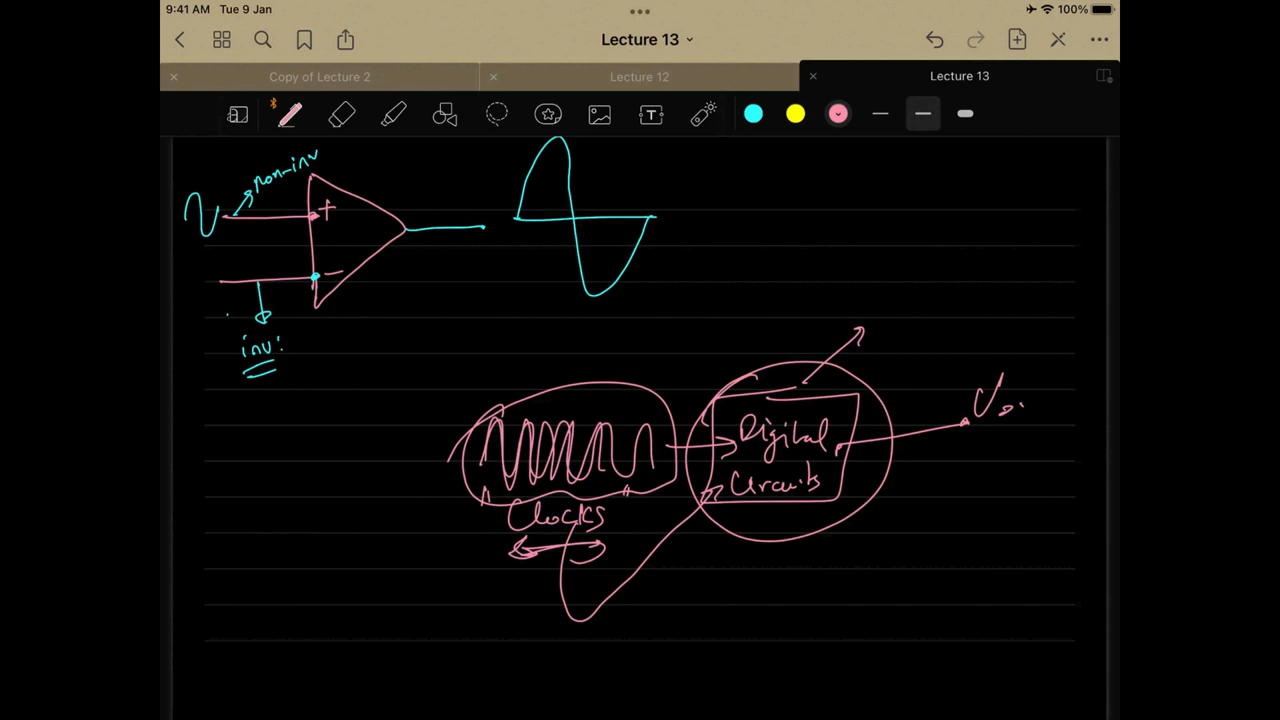 9:41 AM Tue 9 Jan
100%
Lecture 13
Copy of Lecture 2
Lecture 12
Lecture 13
T
non-inv
+
-
inv.
Digital
Circuits
Clocks